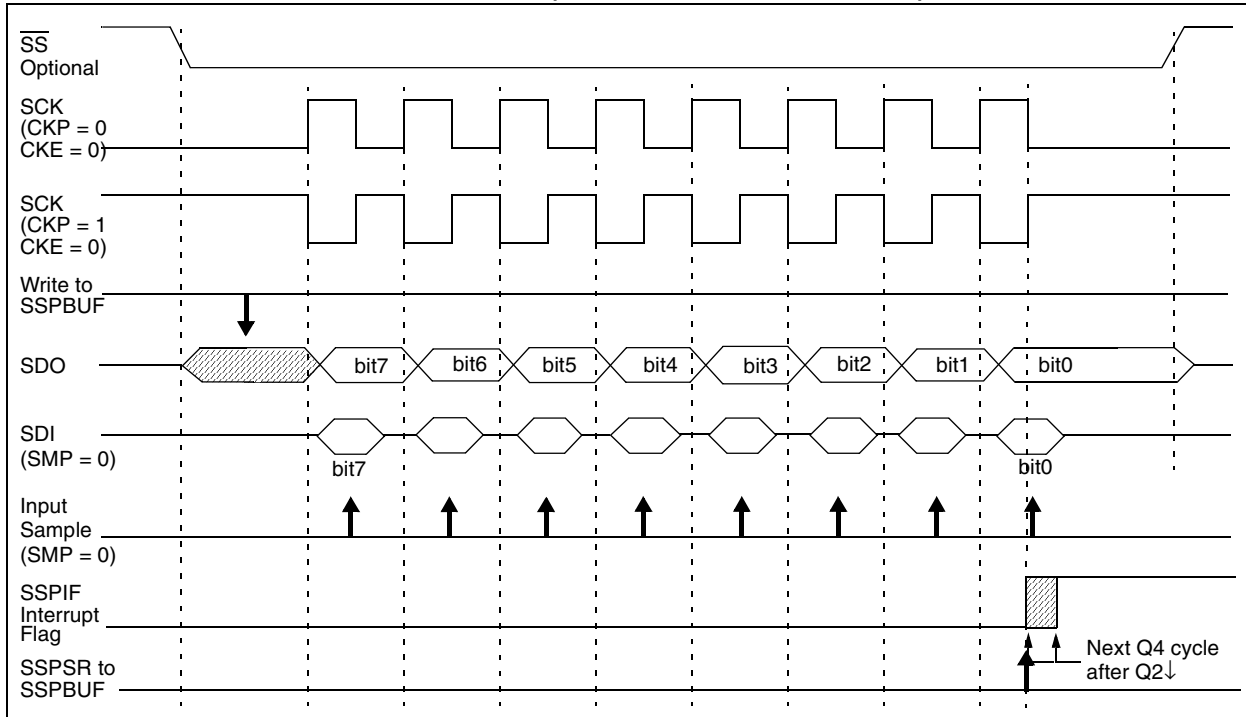 SS
Optional
SCK
(CKP = 0
CKE = 0)
SCK
(CKP = 1
CKE = 0)
Write to
SSPBUF
SDO
bit7 bit6 bit5 bit4 bit3 bit2 bit1 bit0
SDI
(SMP = 0)
bit7 bit0
Input
Sample
(SMP = 0)
SSPIF
Interrupt
Flag
Next Q4 cycle
after Q2↓
SSPSR to
SSPBUF